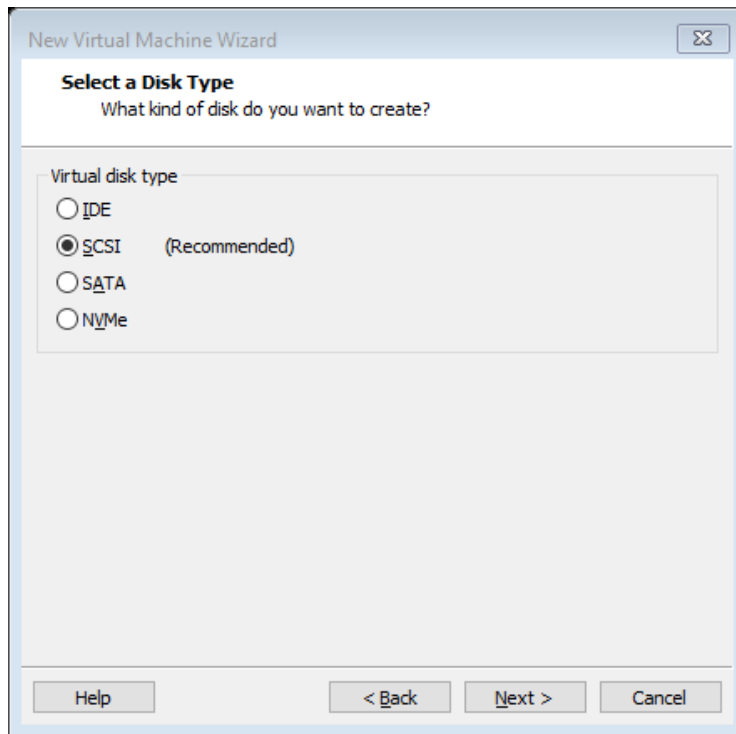 New Virtual Machine Wizard
Select a Disk Type
What kind of disk do you want to create?
Virtual disk type
IDE
SCSI (Recommended)
SATA
NVMe
Help < Back Next > Cancel